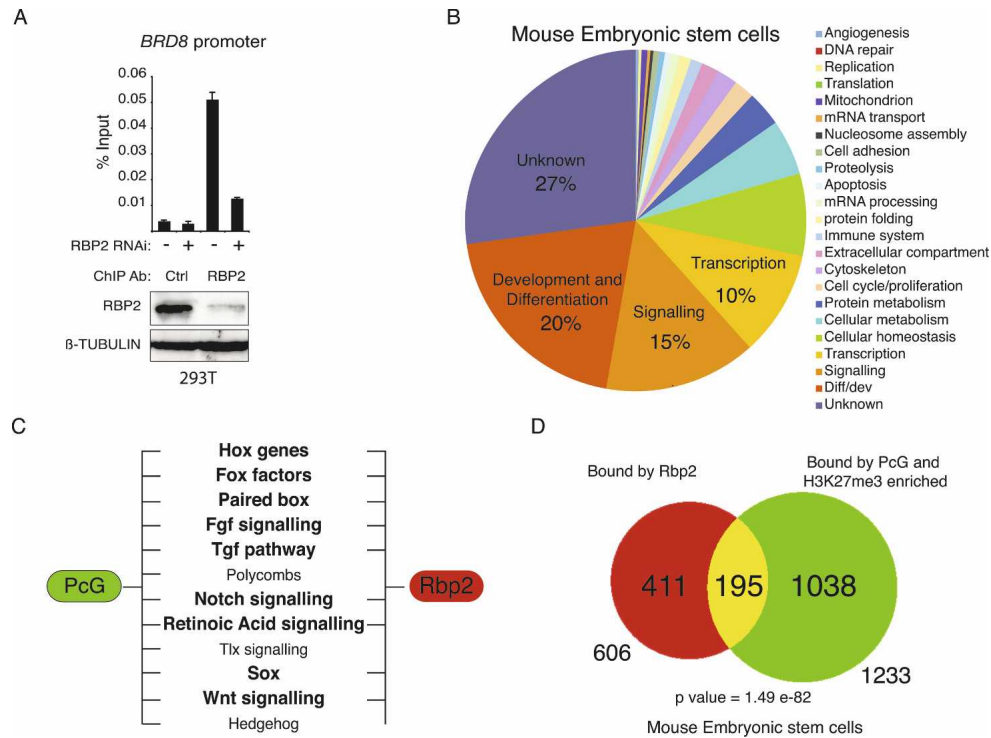 A
BRD8 promoter
% Input
0.06
0.05
0.04
0.03
0.02
0.01
RBP2 RNAi: - + - +
ChIP Ab: Ctrl RBP2
RBP2
ß-TUBULIN
293T
B
Mouse Embryonic stem cells
Unknown
27%
Development and
Differentiation
20%
Signalling
15%
Transcription
10%
Angiogenesis
DNA repair
Replication
Translation
Mitochondrion
mRNA transport
Nucleosome assembly
Cell adhesion
Proteolysis
Apoptosis
mRNA processing
protein folding
Immune system
Extracellular compartment
Cytoskeleton
Cell cycle/proliferation
Protein metabolism
Cellular metabolism
Cellular homeostasis
Transcription
Signalling
Diff/dev
Unknown
C
PcG
Hox genes
Fox factors
Paired box
Fgf signalling
Tgf pathway
Polycombs
Notch signalling
Retinoic Acid signalling
Tlx signalling
Sox
Wnt signalling
Hedgehog
Rbp2
D
Bound by Rbp2
Bound by PcG and
H3K27me3 enriched
411
195
1038
606
1233
p value = 1.49 e-82
Mouse Embryonic stem cells